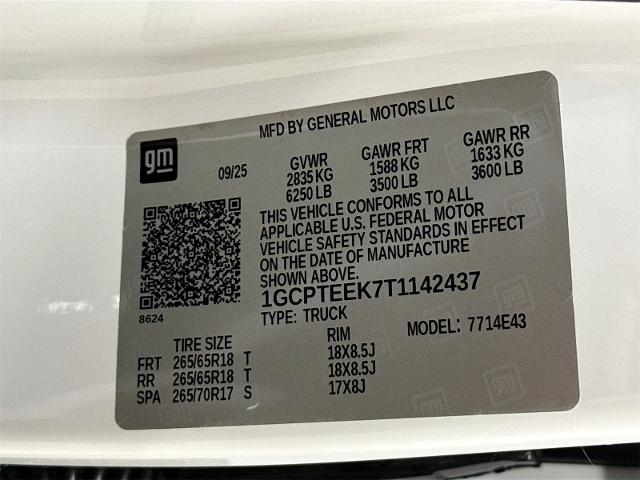 MFD BY GENERAL MOTORS LLC
gm
09/25
GVWR GAWR FRT GAWR RR
2835 KG 1588 KG 1633 KG
6250 LB 3500 LB 3600 LB
THIS VEHICLE CONFORMS TO ALL
APPLICABLE U.S. FEDERAL MOTOR
VEHICLE SAFETY STANDARDS IN EFFECT
ON THE DATE OF MANUFACTURE
SHOWN ABOVE.
1GCPTEEK7T1142437
8624
TYPE: TRUCK MODEL: 7714E43
TIRE SIZE RIM
FRT 265/65R18 T 18X8.5J
RR 265/65R18 T 18X8.5J
SPA 265/70R17 S 17X8J